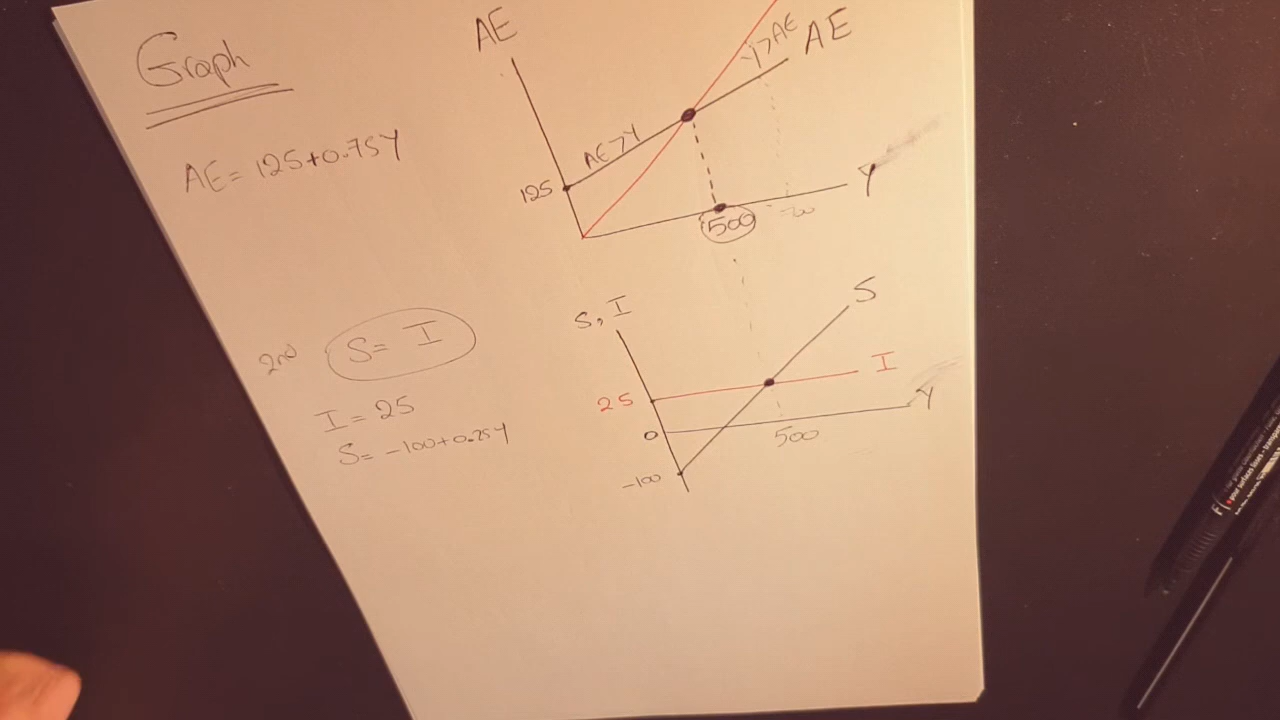 Graph
AE = 125+0.75Y
AE
AE
Y>AE
AE>Y
125
Y
500
2nd
S = I
I = 25
S = -100+0.25Y
S, I
S
I
25
Y
0
500
-100